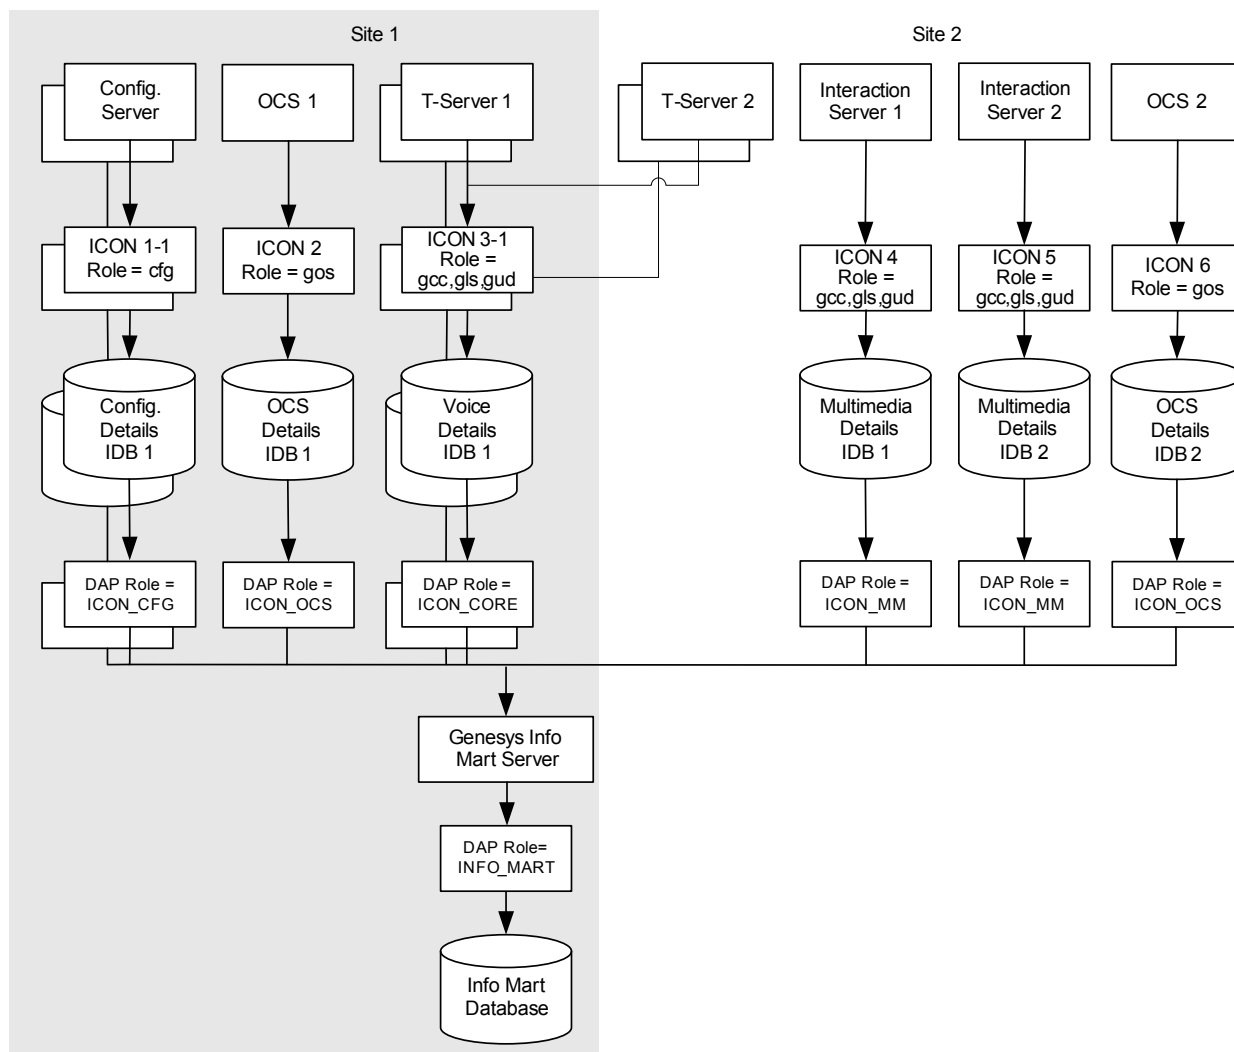 Site 1
Site 2
Config.
Server
OCS 1
T-Server 1
T-Server 2
Interaction
Server 1
Interaction
Server 2
OCS 2
ICON 1-1
Role = cfg
ICON 2
Role = gos
ICON 3-1
Role =
gcc,gls,gud
ICON 4
Role =
gcc,gls,gud
ICON 5
Role =
gcc,gls,gud
ICON 6
Role = gos
Config.
Details
IDB 1
OCS
Details
IDB 1
Voice
Details
IDB 1
Multimedia
Details
IDB 1
Multimedia
Details
IDB 2
OCS
Details
IDB 2
DAP Role =
ICON_CFG
DAP Role =
ICON_OCS
DAP Role =
ICON_CORE
DAP Role =
ICON_MM
DAP Role =
ICON_MM
DAP Role =
ICON_OCS
Genesys Info
Mart Server
DAP Role=
INFO_MART
Info Mart
Database